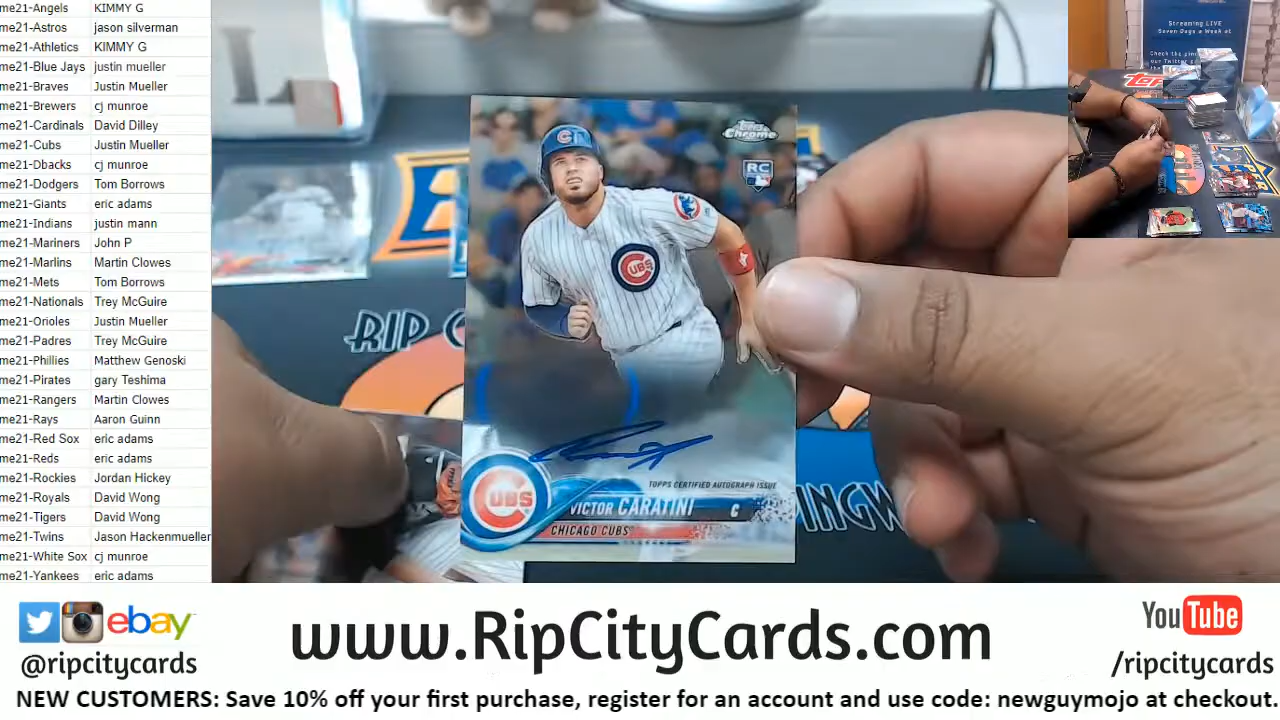 me21-Angels KIMMY G
me21-Astros jason silverman
me21-Athletics KIMMY G
me21-Blue Jays justin mueller
me21-Braves Justin Mueller
me21-Brewers cj munroe
me21-Cardinals David Dilley
me21-Cubs Justin Mueller
me21-Dbacks cj munroe
me21-Dodgers Tom Borrows
me21-Giants eric adams
me21-Indians justin mann
me21-Mariners John P
me21-Marlins Martin Clowes
me21-Mets Tom Borrows
me21-Nationals Trey McGuire
me21-Orioles Justin Mueller
me21-Padres Trey McGuire
me21-Phillies Matthew Genoski
me21-Pirates gary Teshima
me21-Rangers Martin Clowes
me21-Rays Aaron Guinn
me21-Red Sox eric adams
me21-Reds eric adams
me21-Rockies Jordan Hickey
me21-Royals David Wong
me21-Tigers David Wong
me21-Twins Jason Hackenmueller
me21-White Sox cj munroe
me21-Yankees eric adams
Topps
Chrome
RC
CUBS
RIP C
INGW
TOPPS CERTIFIED AUTOGRAPH ISSUE
CUBS
VICTOR CARATINI C
CHICAGO CUBS
Streaming LIVE
Seven Days a Week at
Check the
our Twitter
Topps
ebay
@ripcitycards
www.RipCityCards.com
YouTube
/ripcitycards
NEW CUSTOMERS: Save 10% off your first purchase, register for an account and use code: newguymojo at checkout.